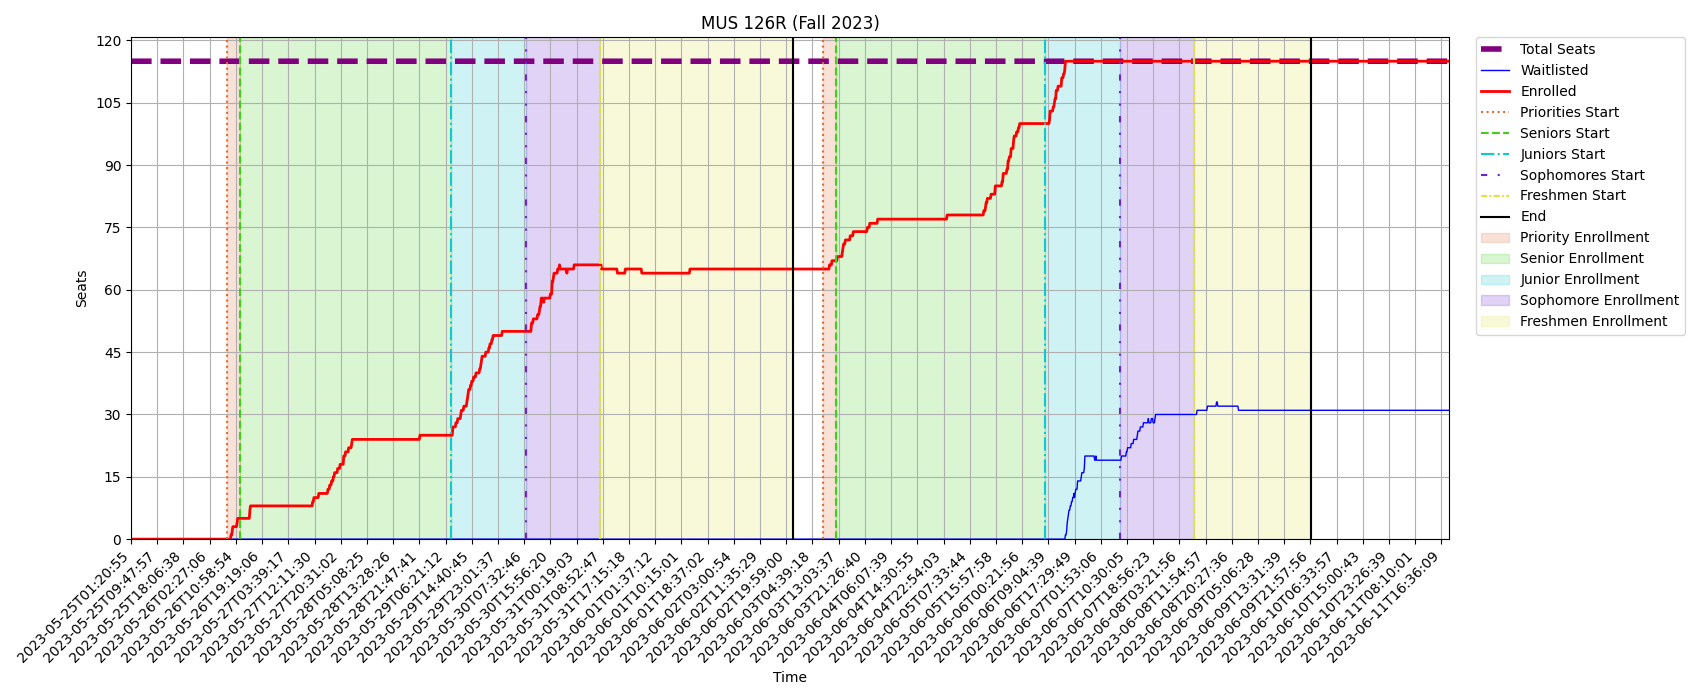 MUS 126R (Fall 2023)
120
105
90
75
60
45
30
15
0
Seats
2023-05-25T01:20:55
2023-05-25T09:47:57
2023-05-25T18:06:38
2023-05-26T02:27:06
2023-05-26T10:58:54
2023-05-26T19:19:06
2023-05-27T03:39:17
2023-05-27T12:11:30
2023-05-27T20:31:02
2023-05-28T05:08:25
2023-05-28T13:28:26
2023-05-28T21:47:41
2023-05-29T06:21:12
2023-05-29T14:40:45
2023-05-29T23:01:37
2023-05-30T07:32:46
2023-05-30T15:56:20
2023-05-31T00:19:03
2023-05-31T08:52:47
2023-05-31T17:15:18
2023-06-01T01:37:12
2023-06-01T10:15:01
2023-06-01T18:37:02
2023-06-02T03:00:54
2023-06-02T11:35:29
2023-06-02T19:59:00
2023-06-03T04:39:18
2023-06-03T13:03:37
2023-06-03T21:26:40
2023-06-04T06:07:39
2023-06-04T14:30:55
2023-06-04T22:54:03
2023-06-05T07:33:44
2023-06-05T15:57:58
2023-06-06T00:21:56
2023-06-06T09:04:39
2023-06-06T17:29:49
2023-06-07T01:53:06
2023-06-07T10:30:05
2023-06-07T18:56:23
2023-06-08T03:21:56
2023-06-08T11:54:57
2023-06-08T20:27:36
2023-06-09T05:06:28
2023-06-09T13:31:39
2023-06-09T21:57:56
2023-06-10T06:33:57
2023-06-10T15:00:43
2023-06-10T23:26:39
2023-06-11T08:10:01
2023-06-11T16:36:09
Time
Total Seats
Waitlisted
Enrolled
Priorities Start
Seniors Start
Juniors Start
Sophomores Start
Freshmen Start
End
Priority Enrollment
Senior Enrollment
Junior Enrollment
Sophomore Enrollment
Freshmen Enrollment